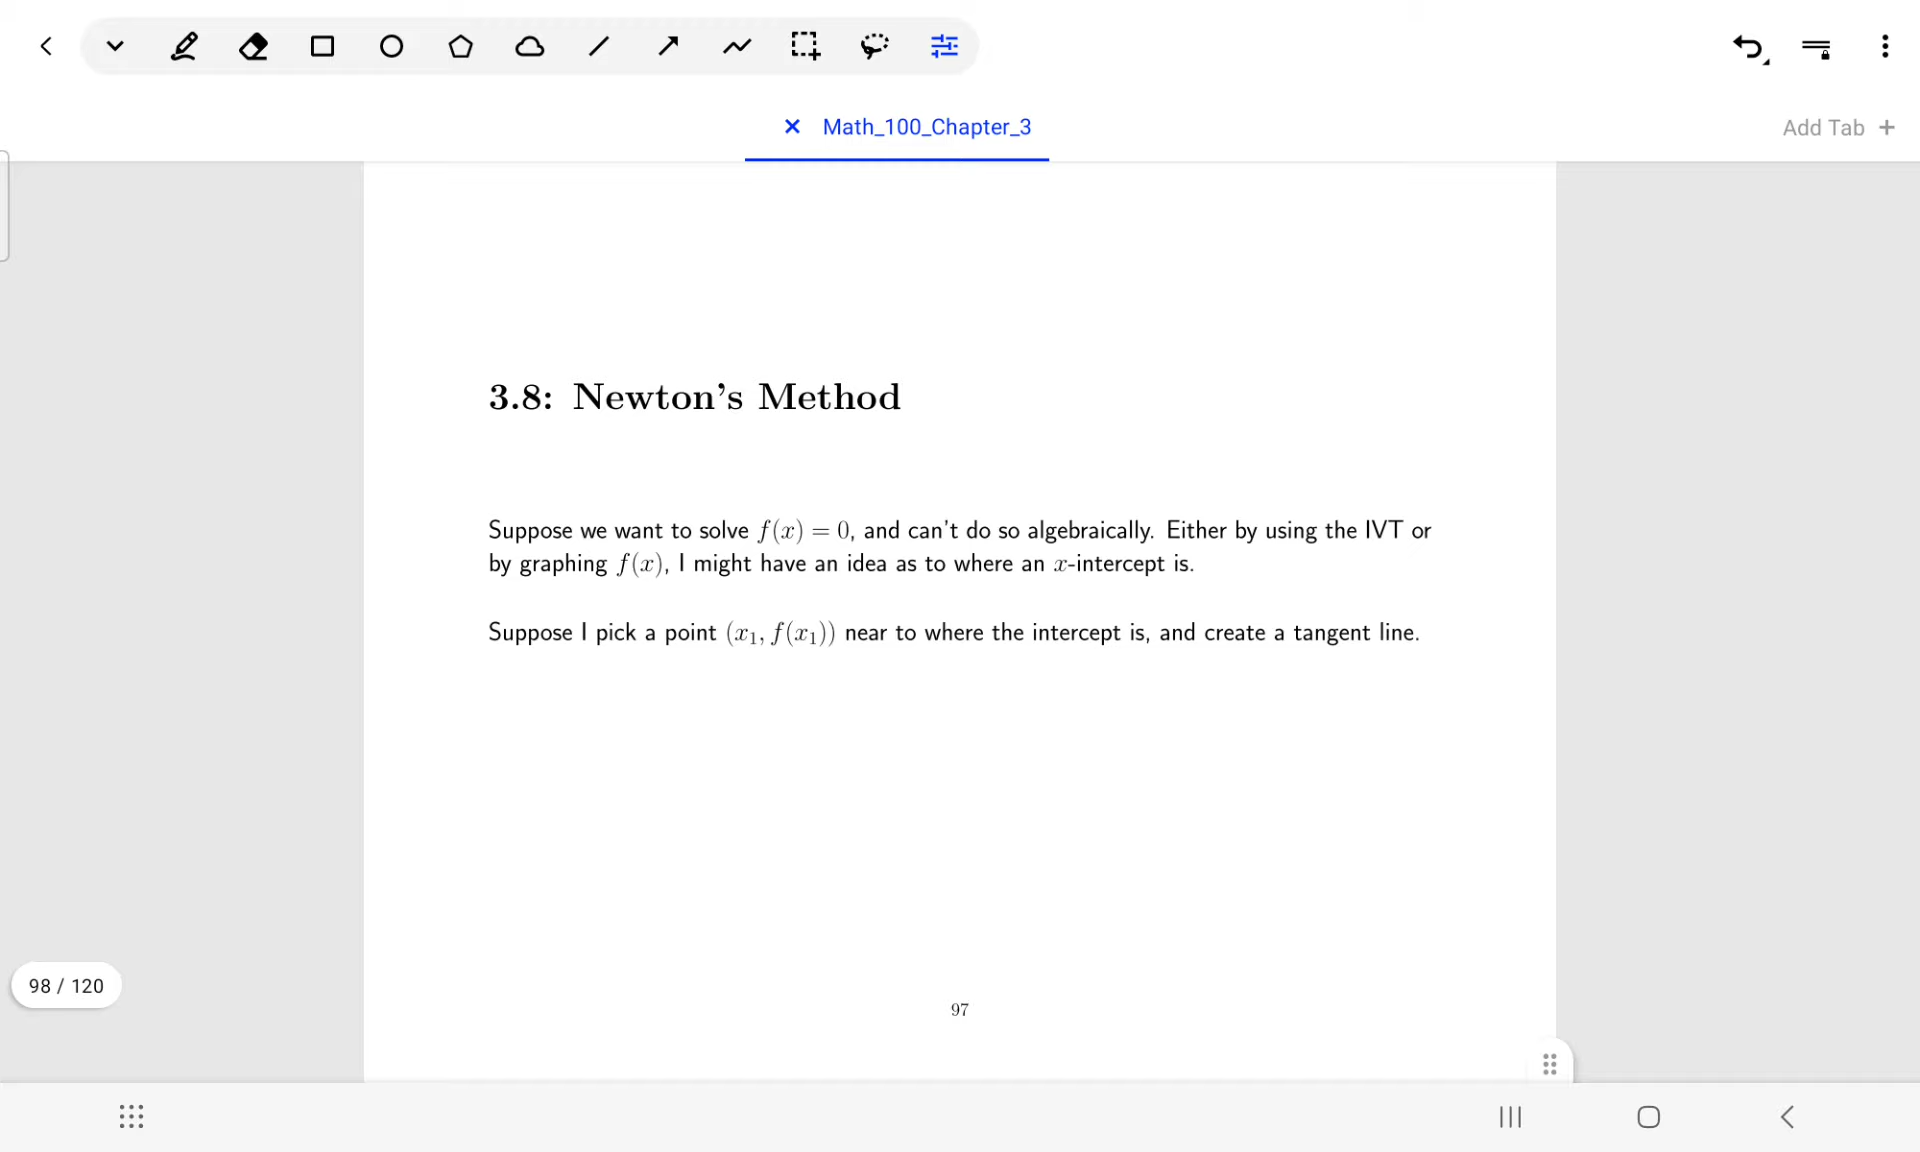 Math_100_Chapter_3
Add Tab +
3.8: Newton's Method
Suppose we want to solve f(x) = 0, and can't do so algebraically. Either by using the IVT or
by graphing f(x), I might have an idea as to where an x-intercept is.
Suppose I pick a point (x₁, f(x₁)) near to where the intercept is, and create a tangent line.
98 / 120
97